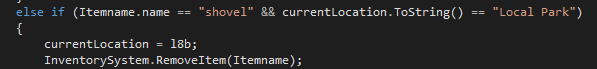 else if (Itemname.name == "shovel" && currentLocation.ToString() == "Local Park")
{
currentLocation = l8b;
InventorySystem.RemoveItem(Itemname);